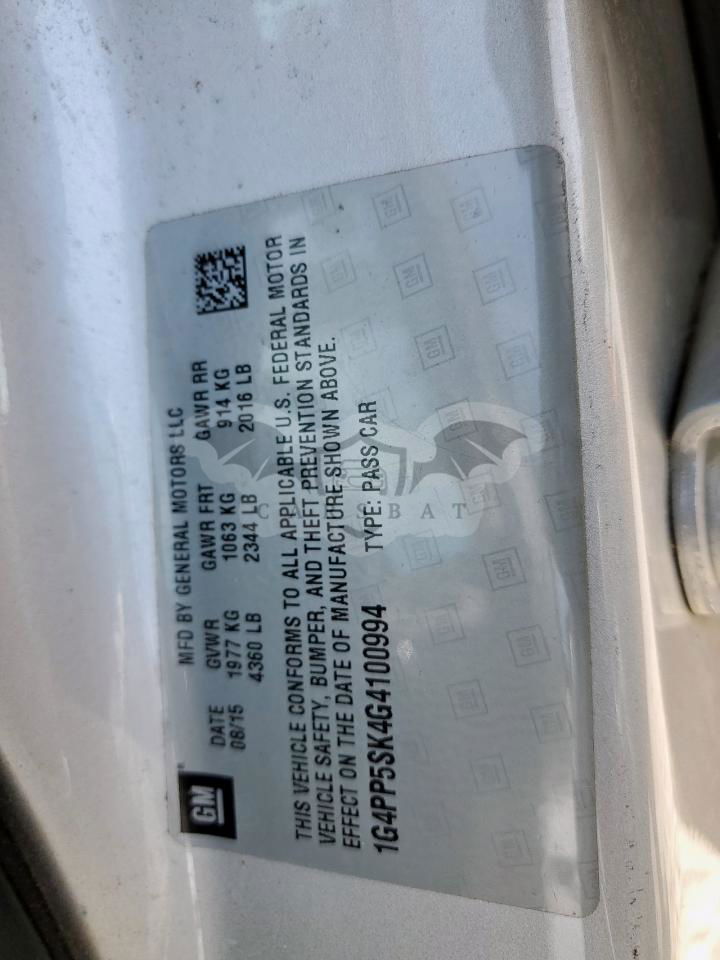 GM
MFD BY GENERAL MOTORS LLC
DATE GVWR GAWR FRT GAWR RR
08/15 1977 KG 1063 KG 914 KG
4360 LB 2344 LB 2016 LB
THIS VEHICLE CONFORMS TO ALL APPLICABLE U.S. FEDERAL MOTOR
VEHICLE SAFETY, BUMPER, AND THEFT PREVENTION STANDARDS IN
EFFECT ON THE DATE OF MANUFACTURE SHOWN ABOVE.
1G4PP5SK4G4100994 TYPE: PASS CAR
CARSBAT